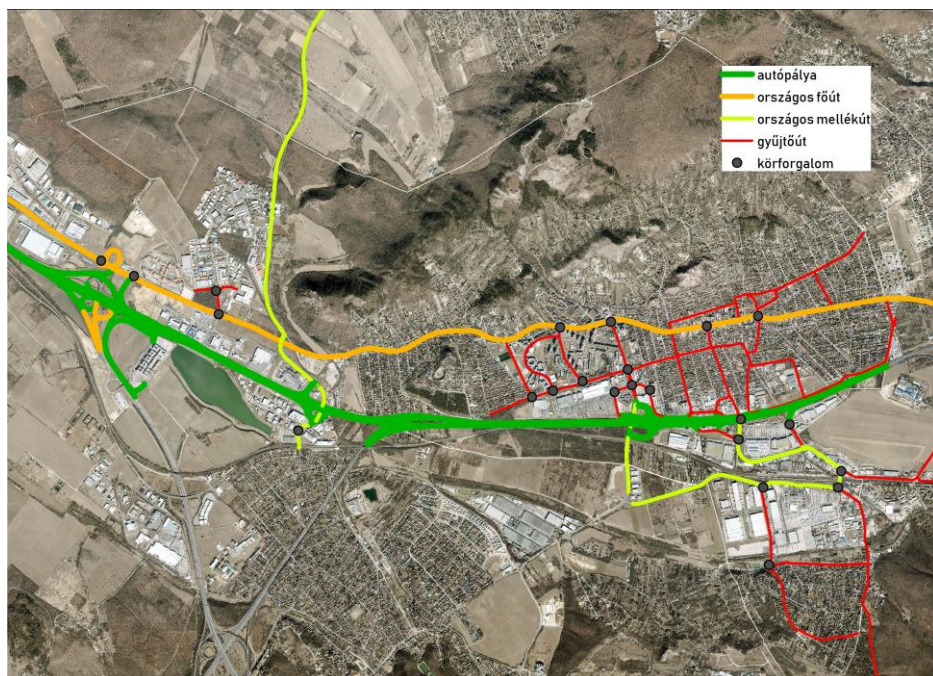 autópálya
országos főút
országos mellékút
gyűjtőút
körforgalom